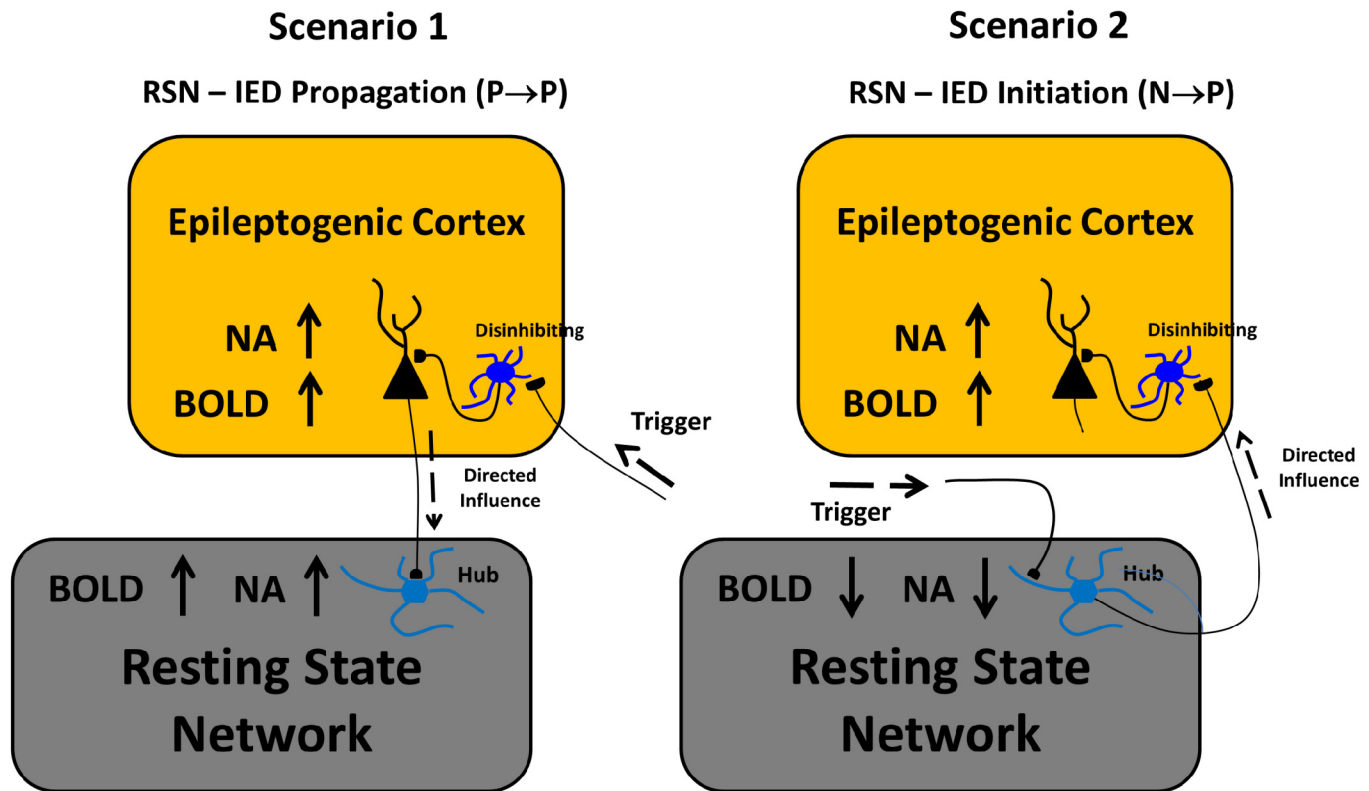 Scenario 1
RSN – IED Propagation (P→P)
Epileptogenic Cortex
NA
Disinhibiting
BOLD
Trigger
Directed
Influence
BOLD NA Hub
Resting State
Network
Scenario 2
RSN – IED Initiation (N→P)
Epileptogenic Cortex
NA
Disinhibiting
BOLD
Directed
Influence
Trigger
BOLD NA Hub
Resting State
Network